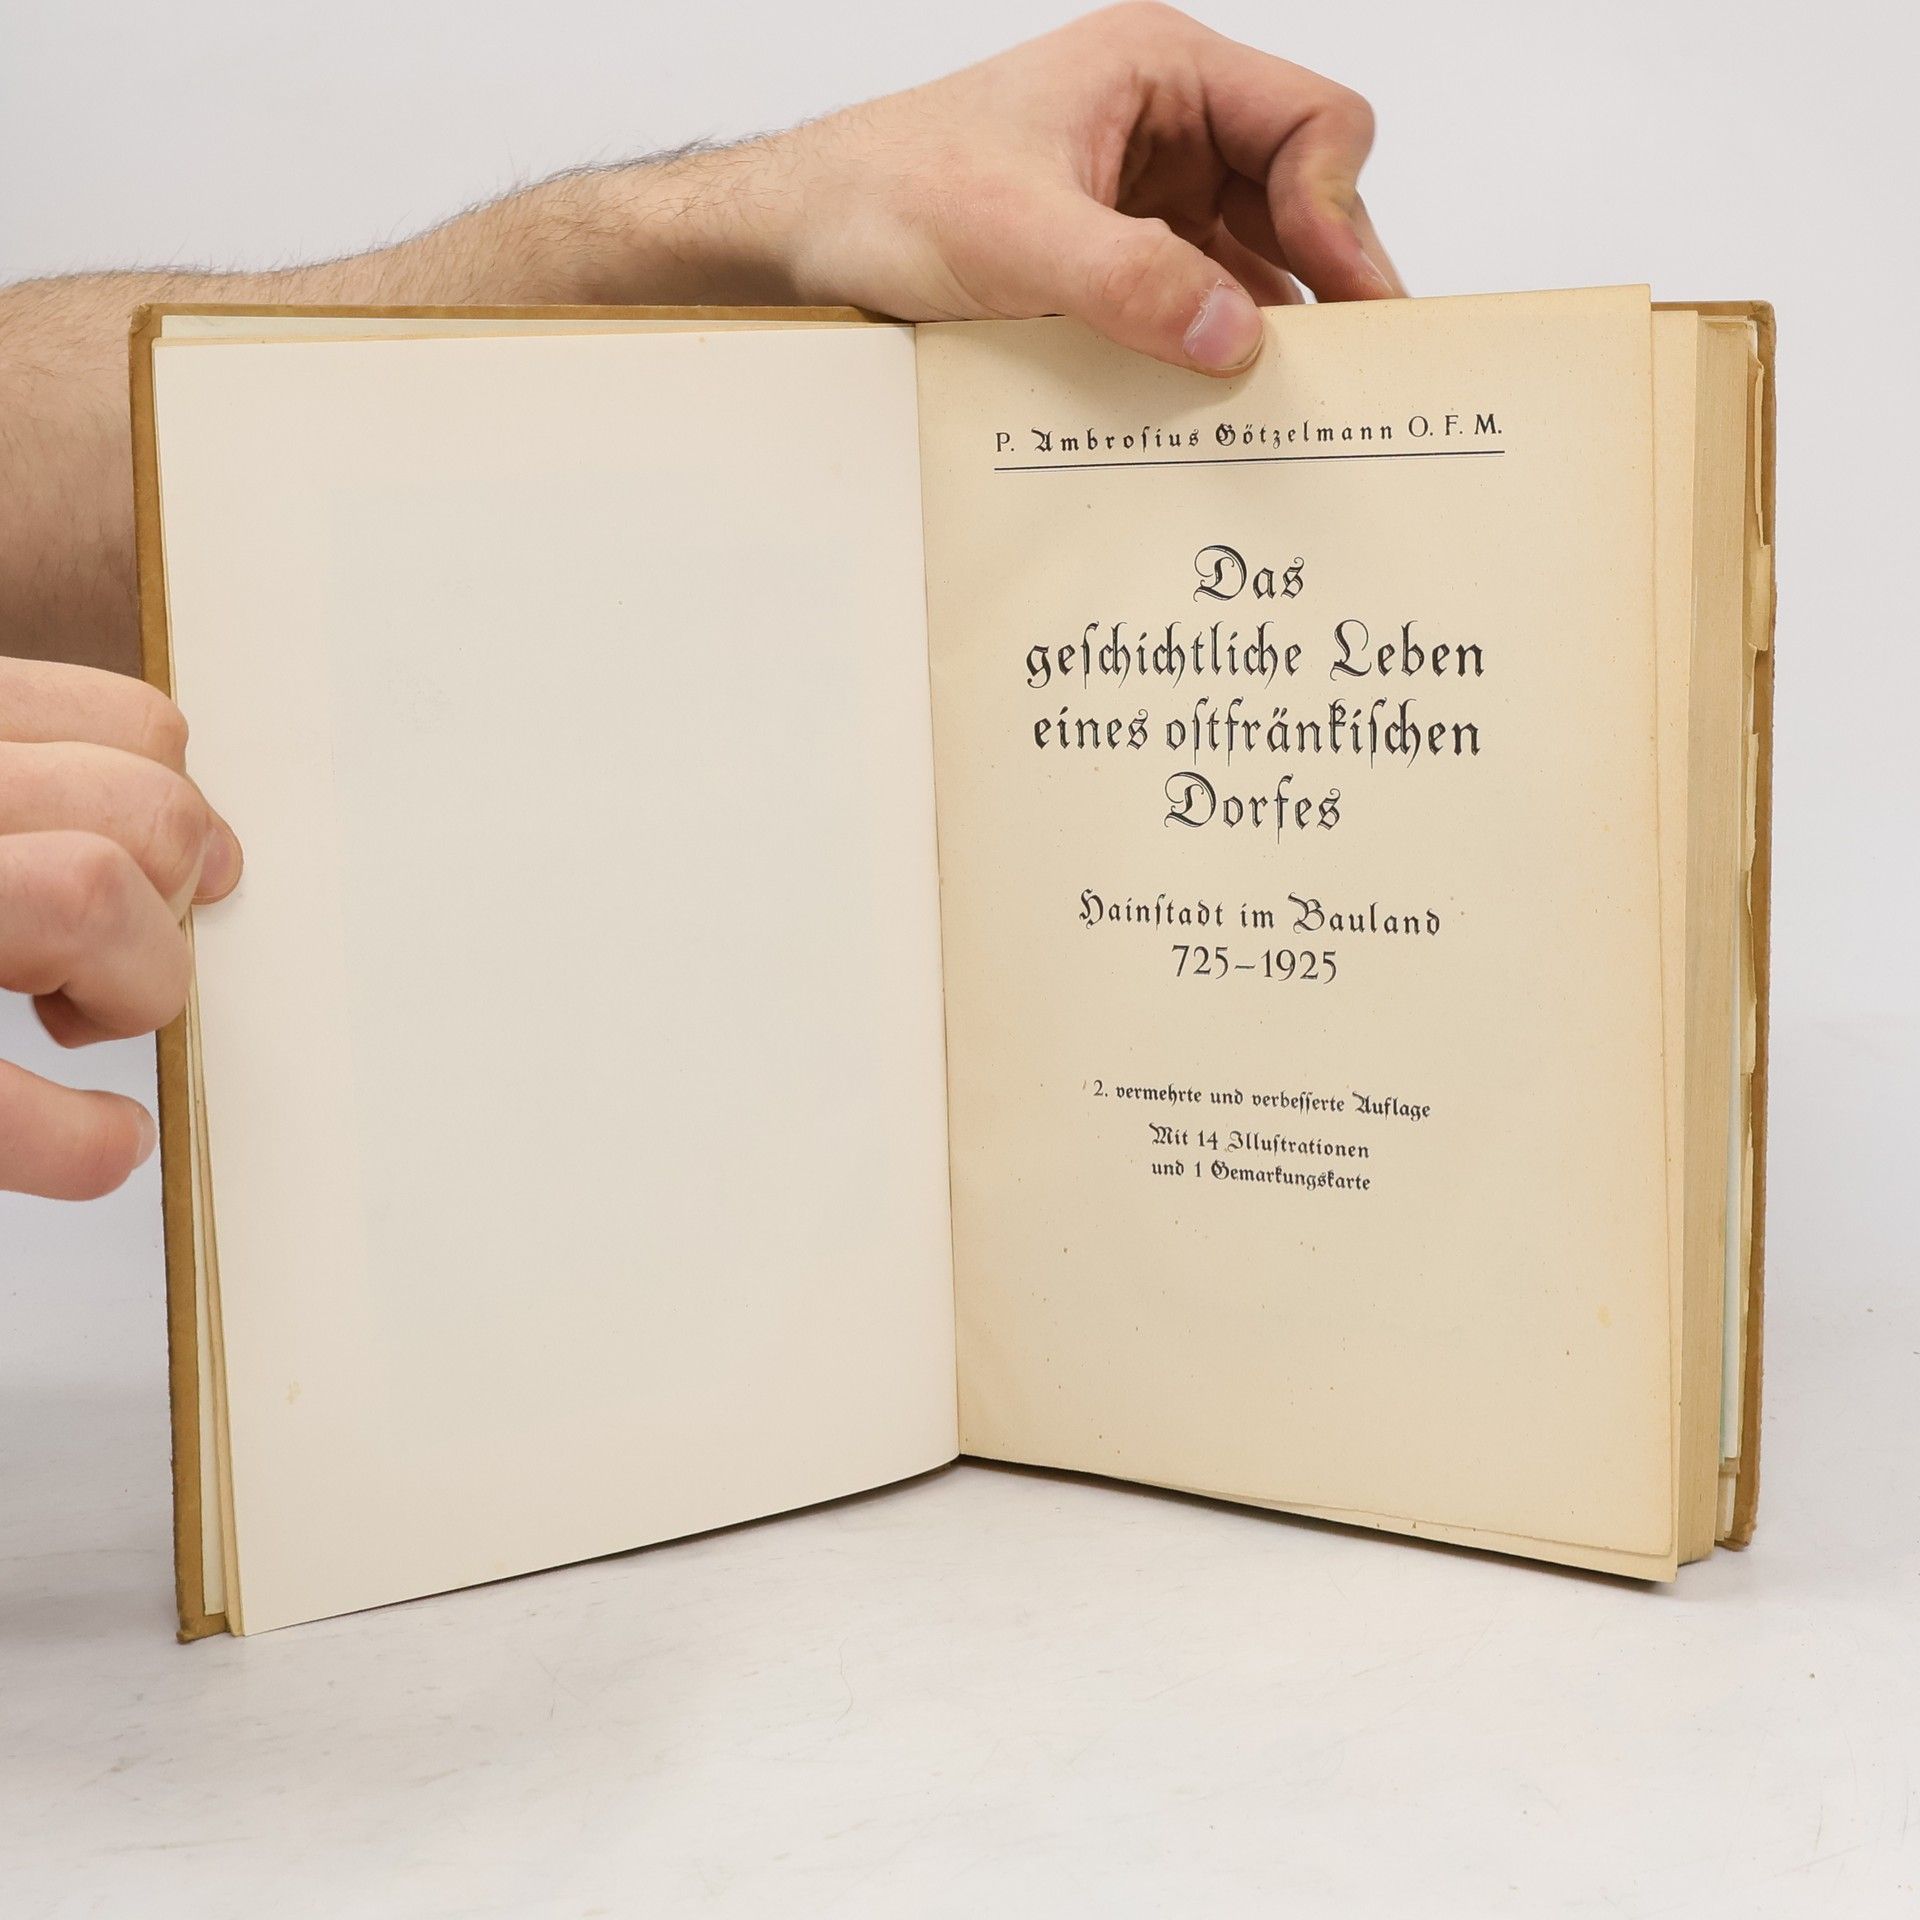 P. Ambroſius Götzelmann O. F. M.
Das
geſchichtliche Leben
eines oſtfränkiſchen
Dorfes
Hainſtadt im Bauland
725–1925
2. vermehrte und verbeſſerte Auflage
Mit 14 Illuſtrationen
und 1 Gemarkungskarte